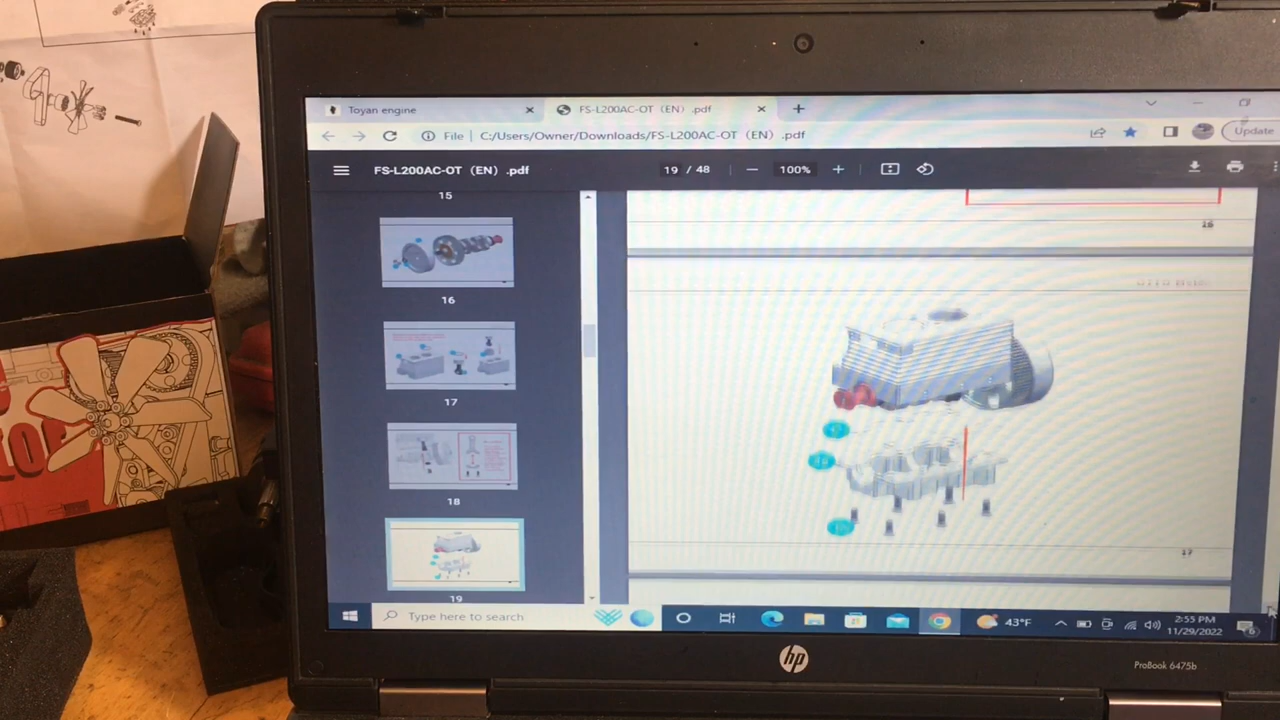 Toyan engine
FS-L200AC-OT（EN）.pdf
File
C:/Users/Owner/Downloads/FS-L200AC-OT（EN）.pdf
Update
FS-L200AC-OT（EN）.pdf
19 / 48
100%
15
16
17
18
19
16
17
Type here to search
43°F
2:55 PM
11/29/2022
hp
ProBook 6475b